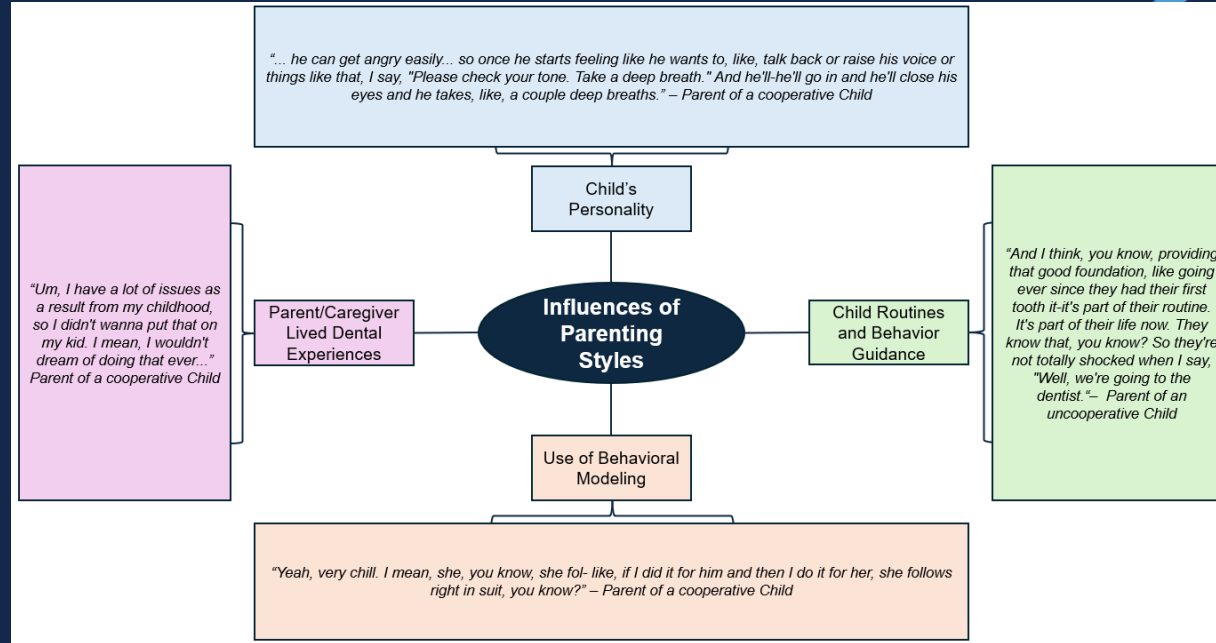 “... he can get angry easily... so once he starts feeling like he wants to, like, talk back or raise his voice or
things like that, I say, "Please check your tone. Take a deep breath." And he'll-he'll go in and he'll close his
eyes and he takes, like, a couple deep breaths.” – Parent of a cooperative Child
Child’s
Personality
“Um, I have a lot of issues as
a result from my childhood,
so I didn't wanna put that on
my kid. I mean, I wouldn't
dream of doing that ever...”
Parent of a cooperative Child
Parent/Caregiver
Lived Dental
Experiences
Influences of
Parenting
Styles
Child Routines
and Behavior
Guidance
“And I think, you know, providing
that good foundation, like going
ever since they had their first
tooth it-it's part of their routine.
It's part of their life now. They
know that, you know? So they're
not totally shocked when I say,
"Well, we're going to the
dentist.“– Parent of an
uncooperative Child
Use of Behavioral
Modeling
“Yeah, very chill. I mean, she, you know, she fol- like, if I did it for him and then I do it for her, she follows
right in suit, you know?” – Parent of a cooperative Child